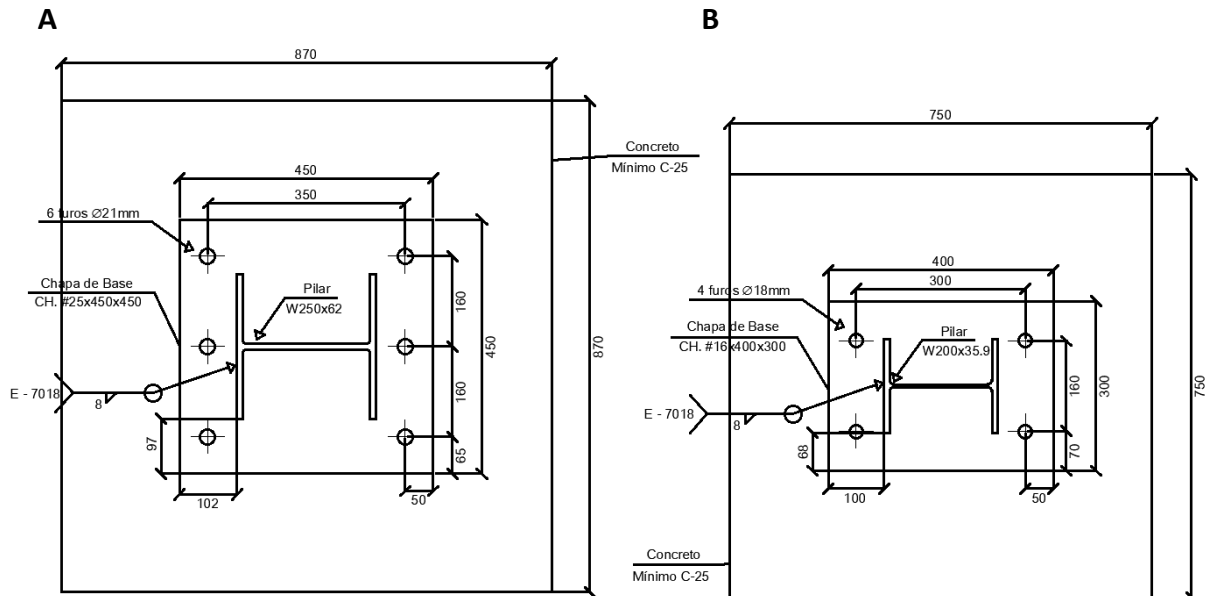 A
870
Concreto
Mínimo C-25
450
350
6 furos Ø21mm
Chapa de Base
CH. #25x450x450
Pilar
W250x62
160
450
870
160
E - 7018
8
97
65
102
50
B
750
400
300
4 furos Ø18mm
Chapa de Base
CH. #16x400x300
Pilar
W200x35.9
160
300
750
E - 7018
8
68
70
100
50
Concreto
Mínimo C-25